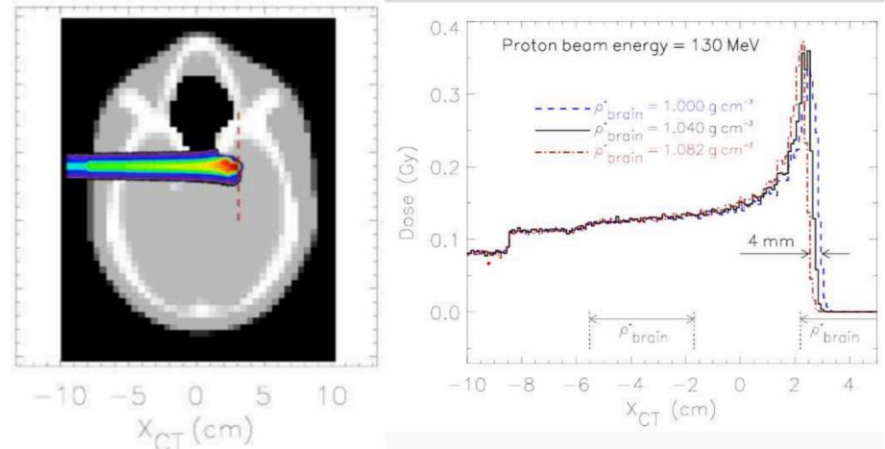 -10 -5 0 5 10
X_CT (cm)
Proton beam energy = 130 MeV
ρ*brain = 1.000 g cm⁻³
ρ*brain = 1.040 g cm⁻³
ρ*brain = 1.082 g cm⁻³
Dose (Gy)
0.4
0.3
0.2
0.1
0.0
4 mm
ρ*brain
ρ*brain
-10 -8 -6 -4 -2 0 2 4
X_CT (cm)